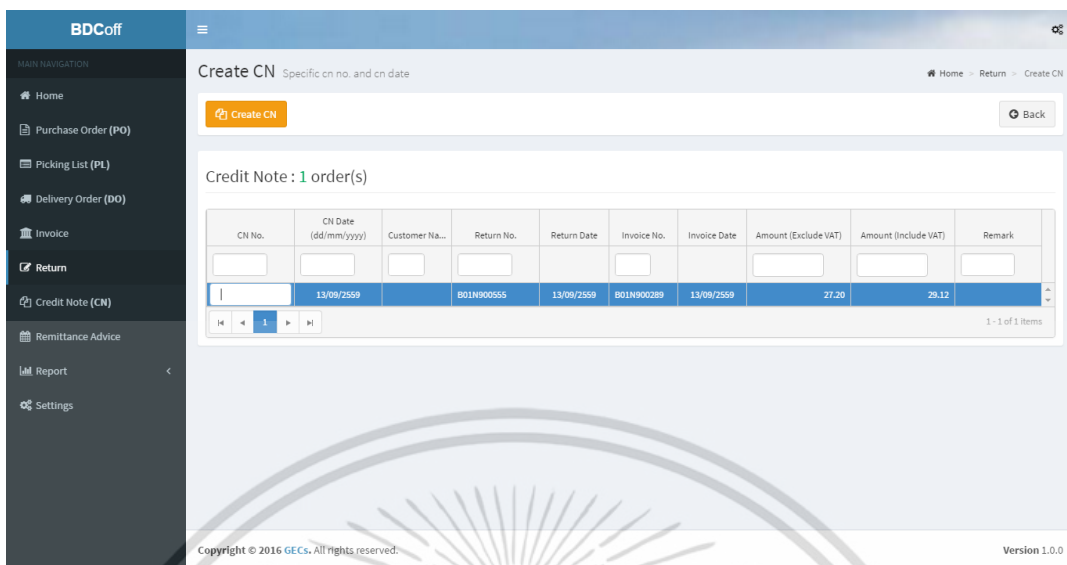 BDCoff
MAIN NAVIGATION
Home
Purchase Order (PO)
Picking List (PL)
Delivery Order (DO)
Invoice
Return
Credit Note (CN)
Remittance Advice
Report
Settings
Create CN Specific cn no. and cn date
Home > Return > Create CN
Create CN
Back
Credit Note : 1 order(s)
CN No. CN Date (dd/mm/yyyy) Customer Na... Return No. Return Date Invoice No. Invoice Date Amount (Exclude VAT) Amount (Include VAT) Remark
13/09/2559 B01N900555 13/09/2559 B01N900289 13/09/2559 27.20 29.12
1
1 - 1 of 1 items
Copyright © 2016 GECs. All rights reserved.
Version 1.0.0